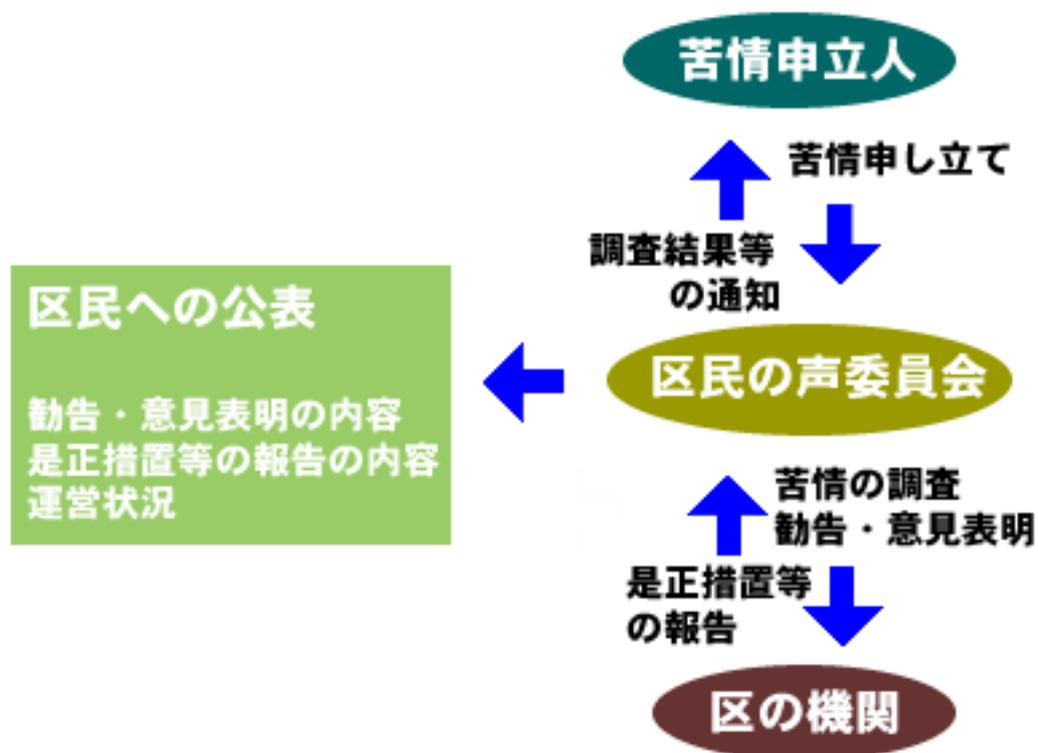 苦情申立人
苦情申し立て
調査結果等
の通知
区民の声委員会
区民への公表
勧告・意見表明の内容
是正措置等の報告の内容
運営状況
苦情の調査
勧告・意見表明
是正措置等
の報告
区の機関